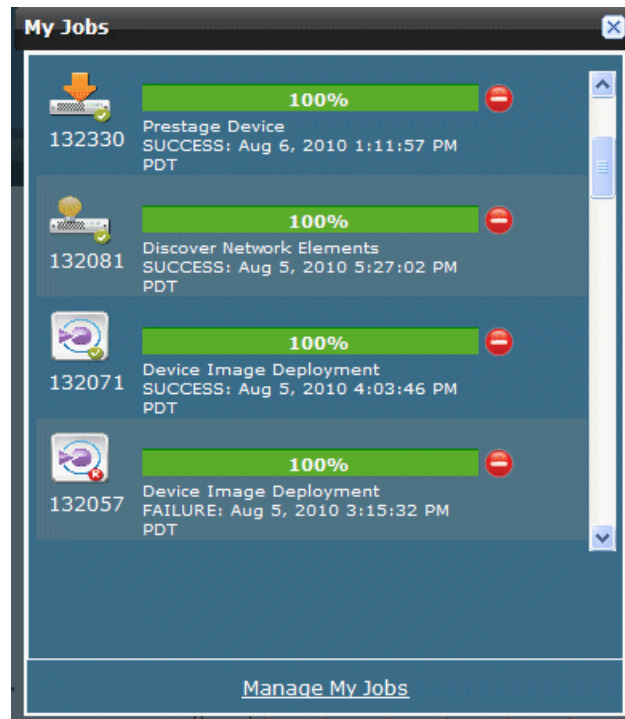 My Jobs
100%
132330
Prestage Device
SUCCESS: Aug 6, 2010 1:11:57 PM
PDT
100%
132081
Discover Network Elements
SUCCESS: Aug 5, 2010 5:27:02 PM
PDT
100%
132071
Device Image Deployment
SUCCESS: Aug 5, 2010 4:03:46 PM
PDT
100%
132057
Device Image Deployment
FAILURE: Aug 5, 2010 3:15:32 PM
PDT
Manage My Jobs